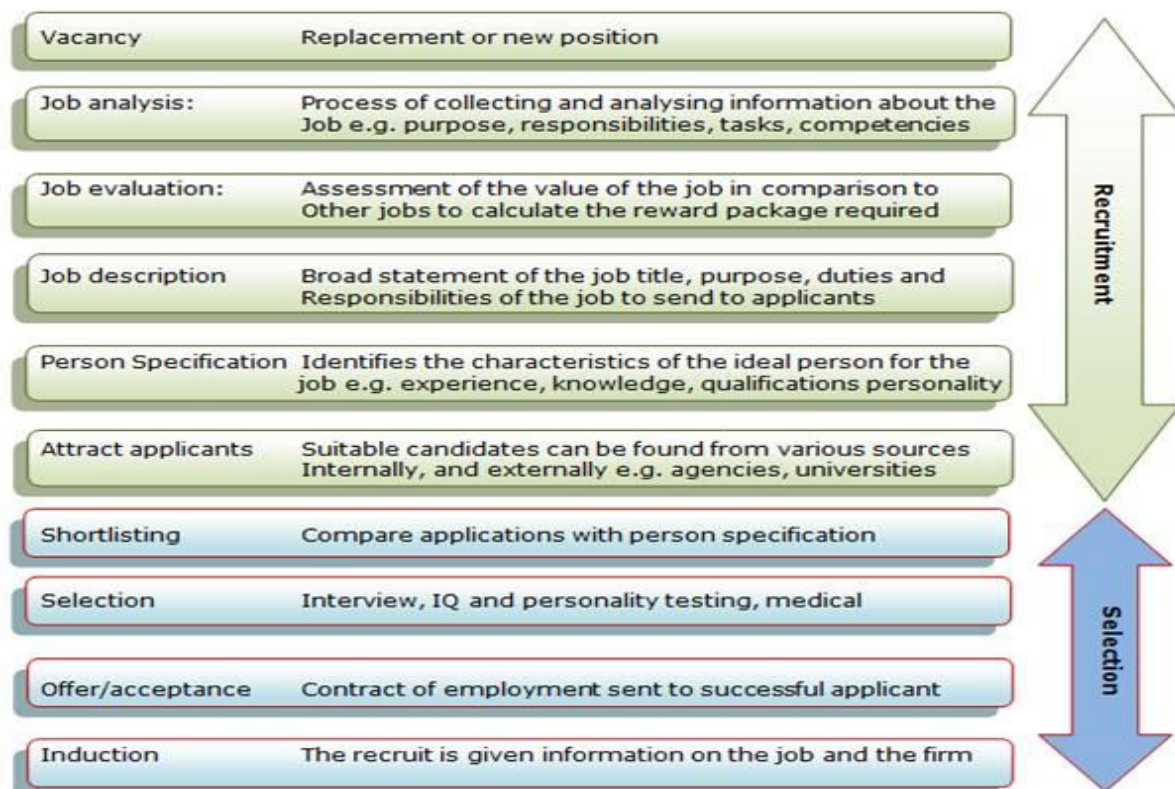 Vacancy Replacement or new position
Job analysis: Process of collecting and analysing information about the
Job e.g. purpose, responsibilities, tasks, competencies
Job evaluation: Assessment of the value of the job in comparison to
Other jobs to calculate the reward package required
Job description Broad statement of the job title, purpose, duties and
Responsibilities of the job to send to applicants
Person Specification Identifies the characteristics of the ideal person for the
job e.g. experience, knowledge, qualifications personality
Attract applicants Suitable candidates can be found from various sources
Internally, and externally e.g. agencies, universities
Recruitment
Shortlisting Compare applications with person specification
Selection Interview, IQ and personality testing, medical
Offer/acceptance Contract of employment sent to successful applicant
Induction The recruit is given information on the job and the firm
Selection